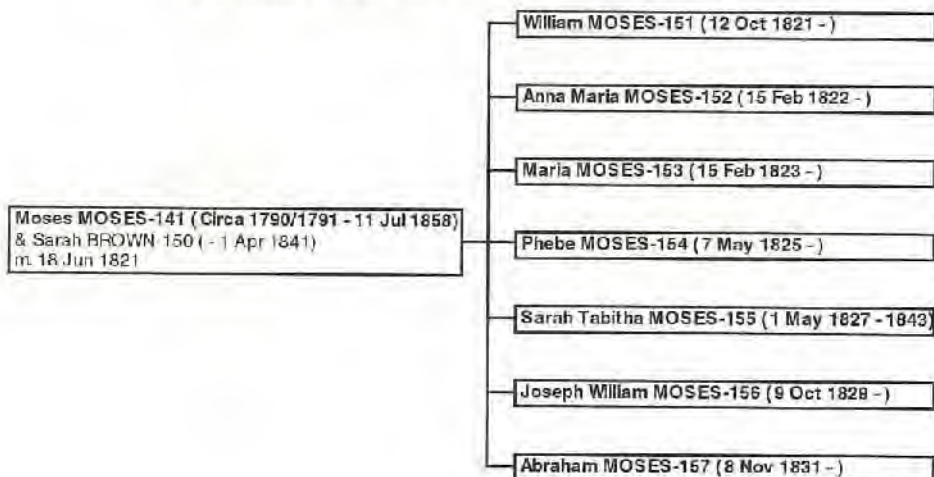 William MOSES-151 (12 Oct 1821 - )
Anna Maria MOSES-152 (15 Feb 1822 - )
Maria MOSES-153 (15 Feb 1823 - )
Moses MOSES-141 (Circa 1790/1791 - 11 Jul 1858)
& Sarah BROWN-150 ( - 1 Apr 1841)
m. 18 Jun 1821
Phebe MOSES-154 (7 May 1825 - )
Sarah Tabitha MOSES-155 (1 May 1827 - 1843)
Joseph William MOSES-156 (9 Oct 1829 - )
Abraham MOSES-157 (8 Nov 1831 - )